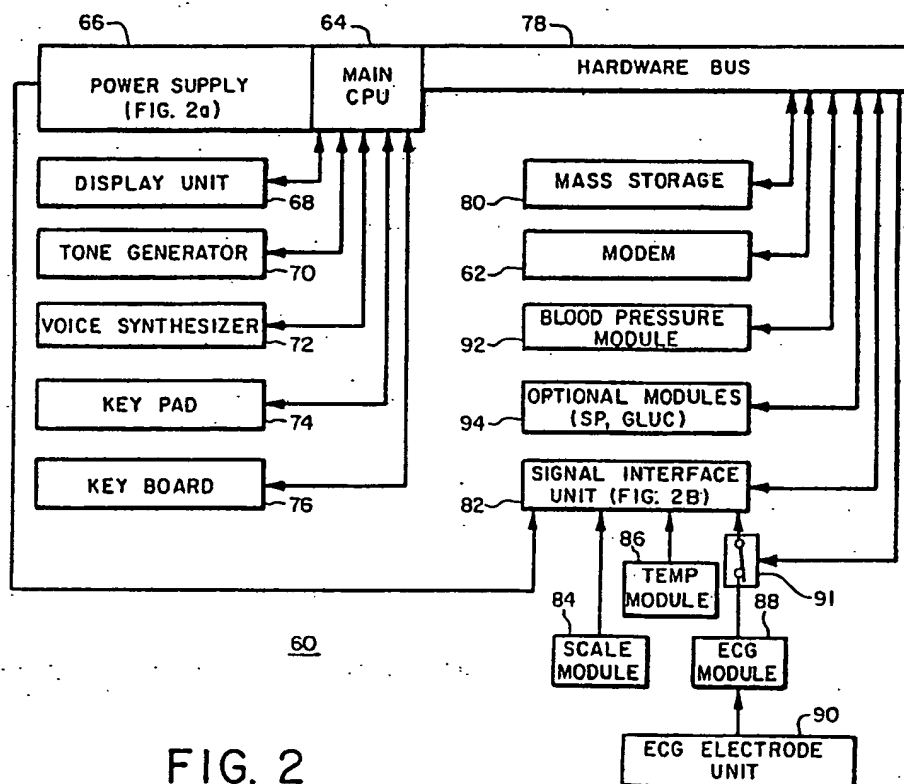 66
64
78
POWER SUPPLY
(FIG. 2a)
MAIN
CPU
HARDWARE BUS
DISPLAY UNIT
68
TONE GENERATOR
70
VOICE SYNTHESIZER
72
KEY PAD
74
KEY BOARD
76
MASS STORAGE
80
MODEM
62
BLOOD PRESSURE
MODULE
92
OPTIONAL MODULES
(SP, GLUC)
94
SIGNAL INTERFACE
UNIT (FIG. 2B)
82
86
TEMP
MODULE
91
84
SCALE
MODULE
88
ECG
MODULE
60
90
ECG ELECTRODE
UNIT
FIG. 2